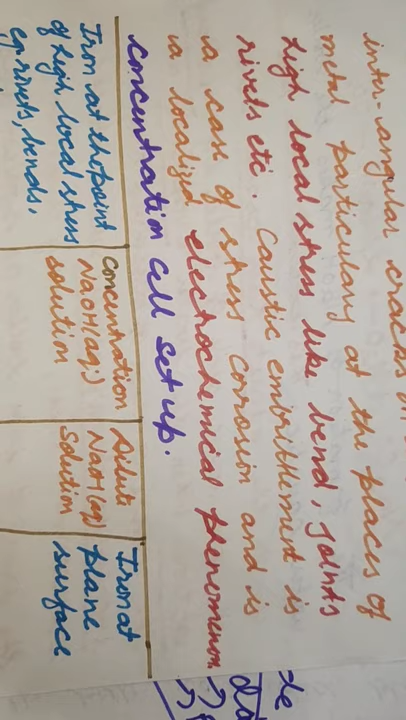 inter-angular cracks
metal particulary at the places of
high local stress like bend, joints
rivets etc. Caustic embrittlement is
a case of stress corrosion and is
a localized electrochemical phenomenon
concentration cell set up.
Iron at the point
of high local stress
eg. rivets, bends,
Concentration
NaOH(aq)
solution
Dilute
NaOH(aq)
Solution
Iron at
plane
surface